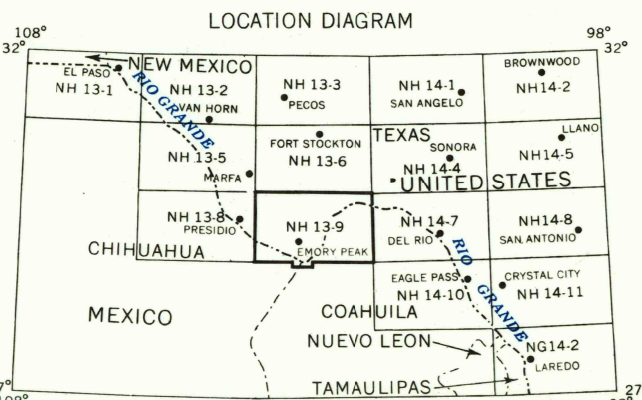 LOCATION DIAGRAM
108°
98°
32°
32°
NEW MEXICO
EL PASO
NH 13-1
RIO GRANDE
NH 13-2
VAN HORN
NH 13-3
PECOS
NH 14-1
SAN ANGELO
BROWNWOOD
NH14-2
NH 13-5
MARFA
FORT STOCKTON
NH 13-6
TEXAS
SONORA
NH 14-4
LLANO
NH14-5
UNITED STATES
NH 13-8
PRESIDIO
NH 13-9
EMORY PEAK
NH 14-7
DEL RIO
NH14-8
SAN ANTONIO
CHIHUAHUA
RIO GRANDE
EAGLE PASS
NH 14-10
CRYSTAL CITY
NH 14-11
MEXICO
COAHUILA
NUEVO LEON
NG14-2
LAREDO
TAMAULIPAS
7°
27